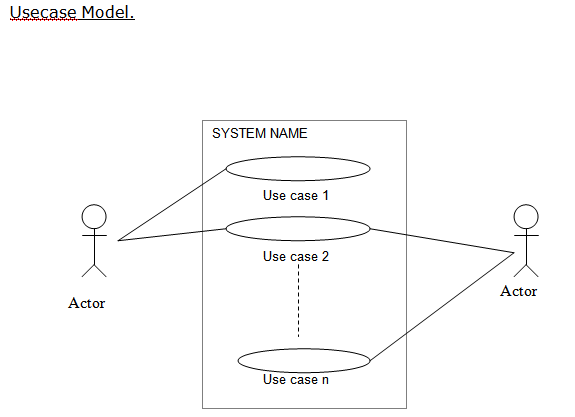 Usecase Model.
SYSTEM NAME
Use case 1
Use case 2
Actor
Actor
Use case n